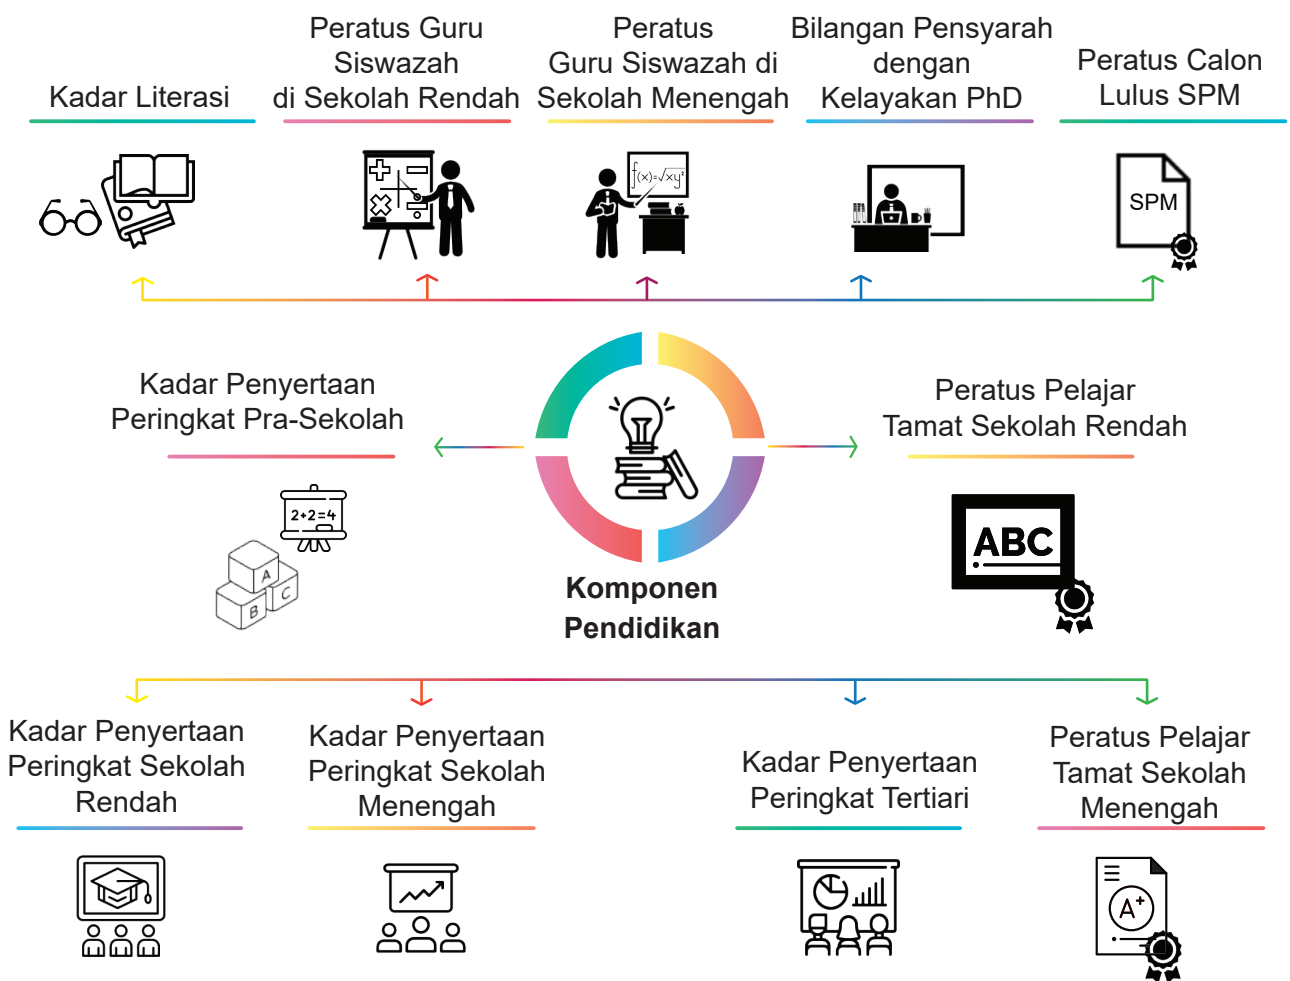 Kadar Literasi
Peratus Guru
Siswazah
di Sekolah Rendah
Peratus
Guru Siswazah di
Sekolah Menengah
Bilangan Pensyarah
dengan
Kelayakan PhD
Peratus Calon
Lulus SPM
f(x)=√xy²
SPM
Kadar Penyertaan
Peringkat Pra-Sekolah
2+2=4
A
B
C
Komponen
Pendidikan
Peratus Pelajar
Tamat Sekolah Rendah
ABC
Kadar Penyertaan
Peringkat Sekolah
Rendah
Kadar Penyertaan
Peringkat Sekolah
Menengah
Kadar Penyertaan
Peringkat Tertiari
Peratus Pelajar
Tamat Sekolah
Menengah
A+